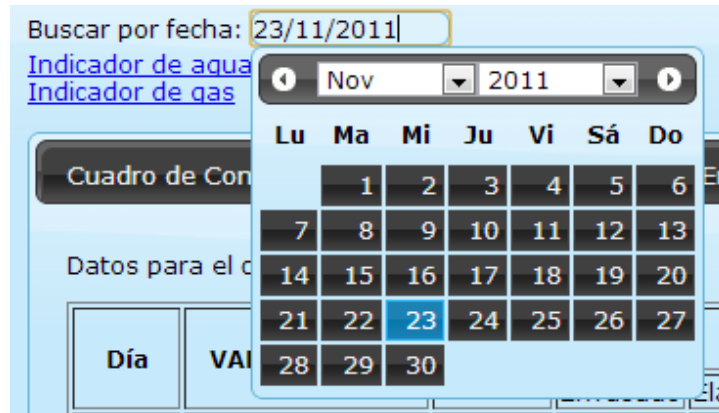 Buscar por fecha: 23/11/2011
Indicador de agua
Indicador de gas
Nov 2011
Lu Ma Mi Ju Vi Sá Do
1 2 3 4 5 6
7 8 9 10 11 12 13
14 15 16 17 18 19 20
21 22 23 24 25 26 27
28 29 30
Cuadro de Con
Datos para el
Día